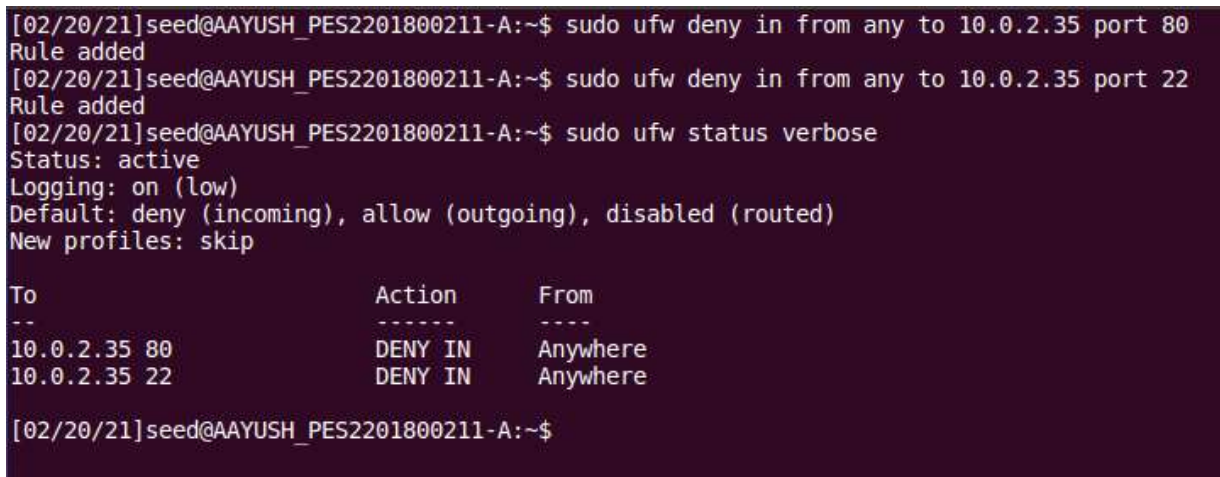 [02/20/21]seed@AAYUSH_PES2201800211-A:~$ sudo ufw deny in from any to 10.0.2.35 port 80
Rule added
[02/20/21]seed@AAYUSH_PES2201800211-A:~$ sudo ufw deny in from any to 10.0.2.35 port 22
Rule added
[02/20/21]seed@AAYUSH_PES2201800211-A:~$ sudo ufw status verbose
Status: active
Logging: on (low)
Default: deny (incoming), allow (outgoing), disabled (routed)
New profiles: skip

To                         Action      From
--                         ------      ----
10.0.2.35 80               DENY IN     Anywhere
10.0.2.35 22               DENY IN     Anywhere

[02/20/21]seed@AAYUSH_PES2201800211-A:~$